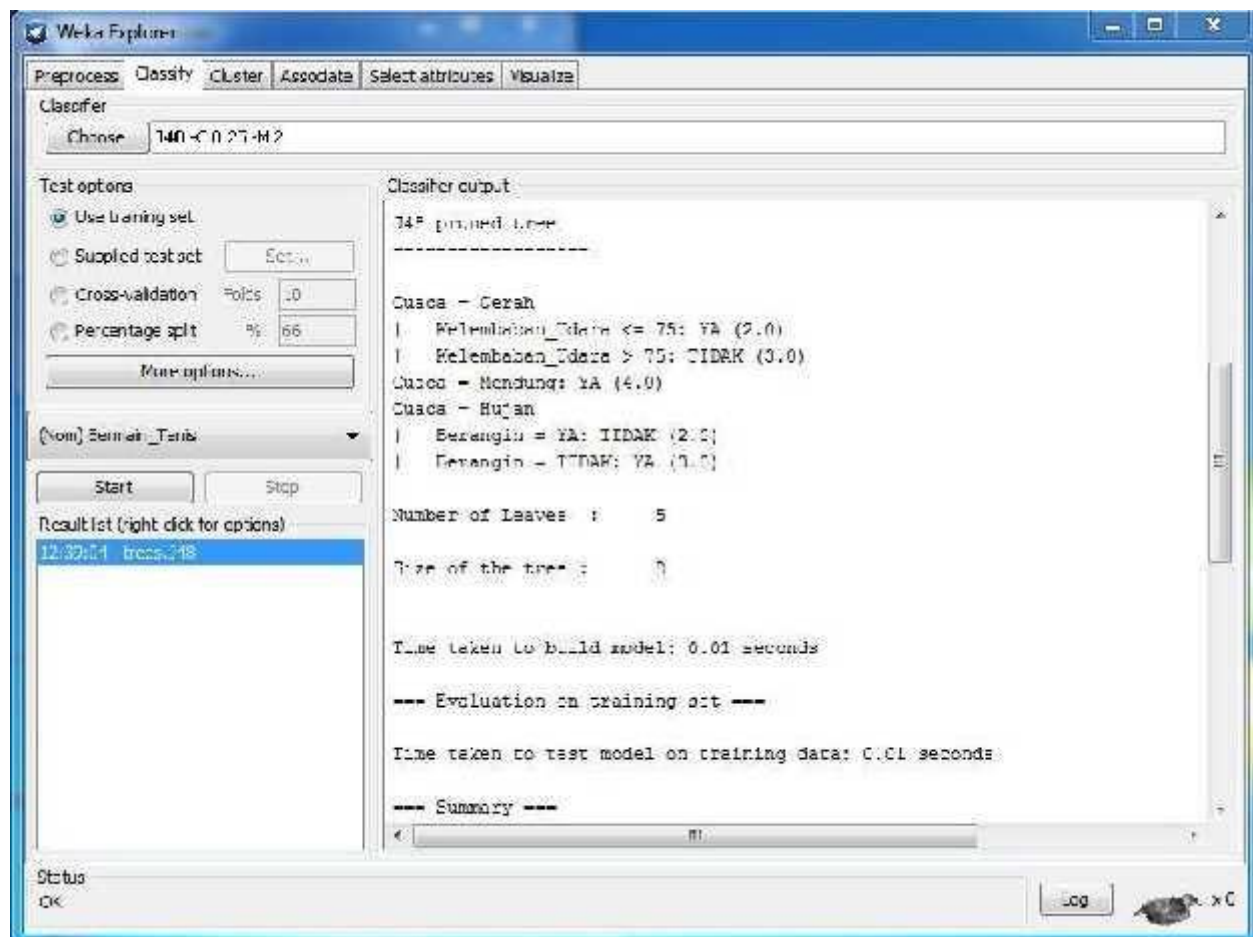 Weka Explorer
Preprocess Classify Cluster Associate Select attributes Visualize
Classifier
Choose J48 -C 0.25 -M 2
Test options
Use training set
Supplied test set Set...
Cross-validation Folds 10
Percentage split % 66
More options...
(Nom) Bermain_Tenis
Start Stop
Result list (right-click for options)
trees.J48
Classifier output
J48 pruned tree
------------------
Cuaca = Cerah
| Kelembaban_Udara <= 75: YA (2.0)
| Kelembaban_Udara > 75: TIDAK (3.0)
Cuaca = Mendung: YA (4.0)
Cuaca = Hujan
| Berangin = YA: TIDAK (2.0)
| Berangin = TIDAK: YA (3.0)
Number of Leaves : 5
Size of the tree : 8
Time taken to build model: 0.01 seconds
=== Evaluation on training set ===
Time taken to test model on training data: 0.01 seconds
=== Summary ===
Status
OK
Log x 0